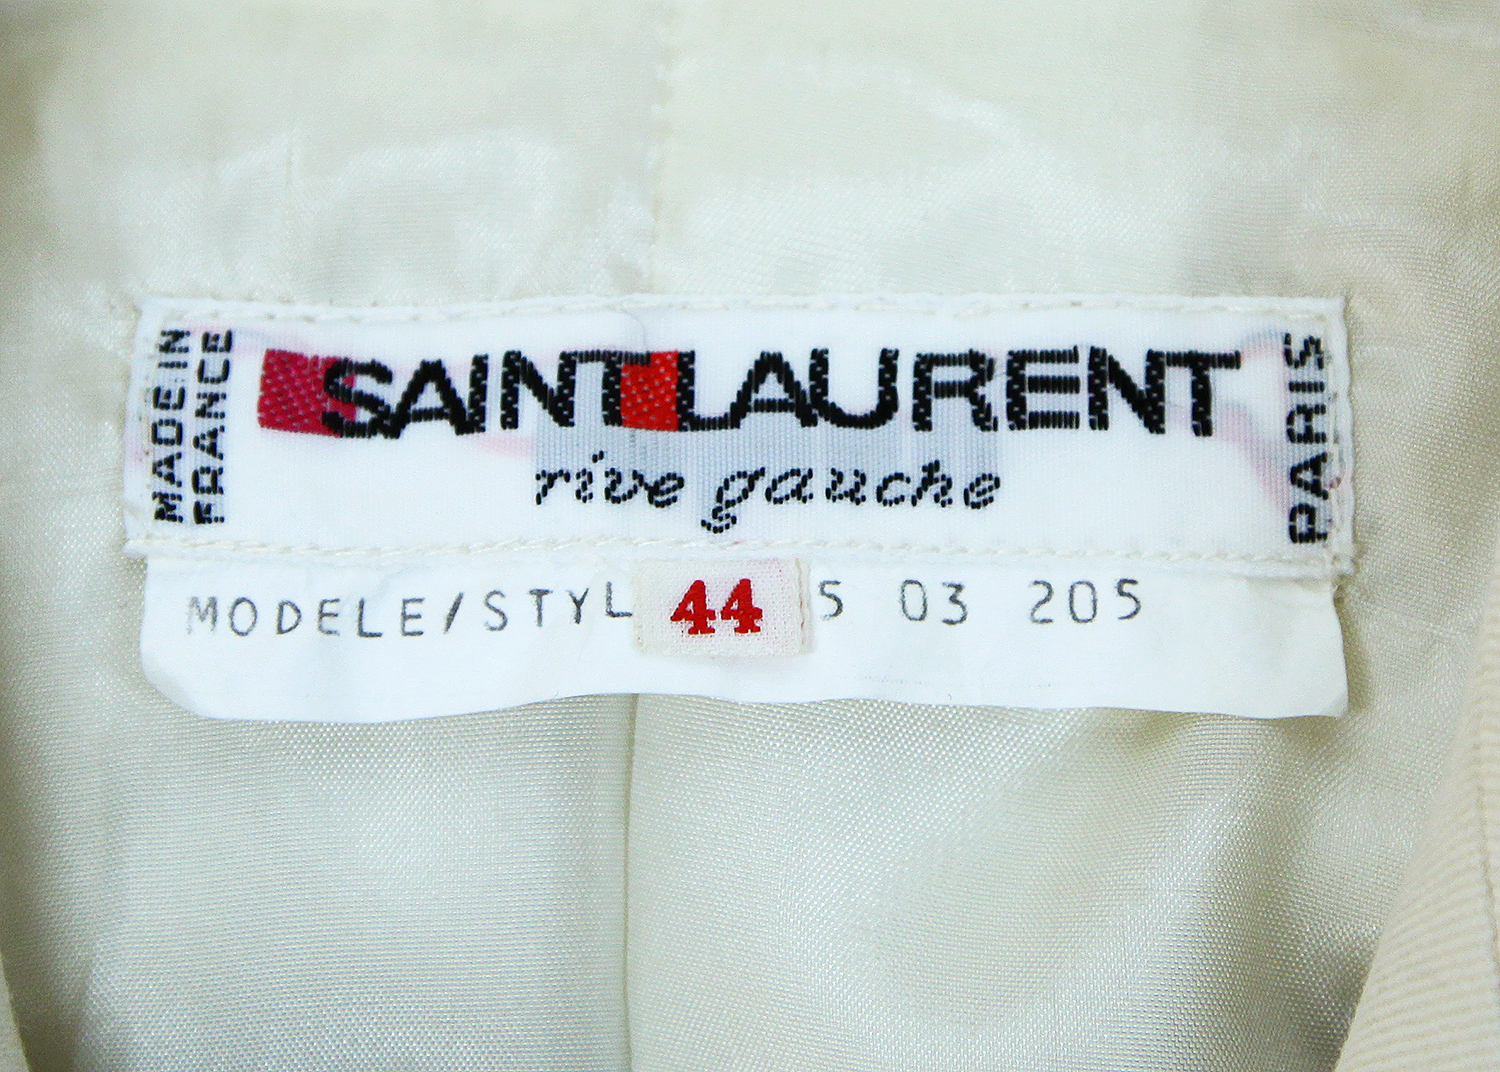 MADE IN
FRANCE
SAINT LAURENT
rive gauche
PARIS
MODELE/STYL 44 5 03 205